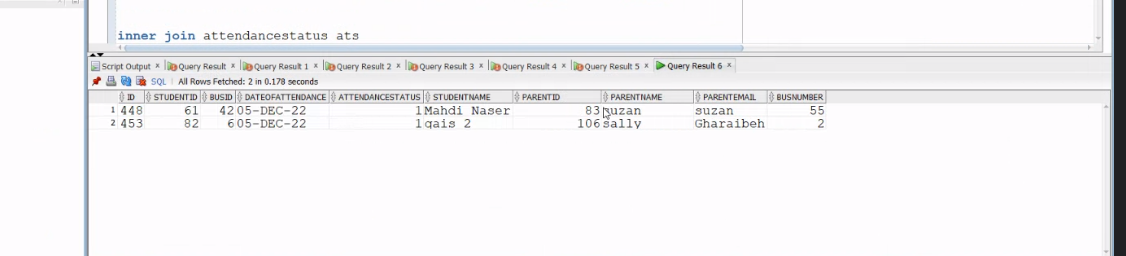 inner join attendancestatus ats
Script Output x Query Result x Query Result 1 x Query Result 2 x Query Result 3 x Query Result 4 x Query Result 5 x Query Result 6 x
SQL | All Rows Fetched: 2 in 0.178 seconds
ID STUDENTID BUSID DATEOFATTENDANCE ATTENDANCESTATUS STUDENTNAME PARENTID PARENTNAME PARENTEMAIL BUSNUMBER
1 448 61 42 05-DEC-22 1 Mahdi Naser 83 suzan suzan 55
2 453 82 6 05-DEC-22 1 qais 2 106 sally Gharaibeh 2